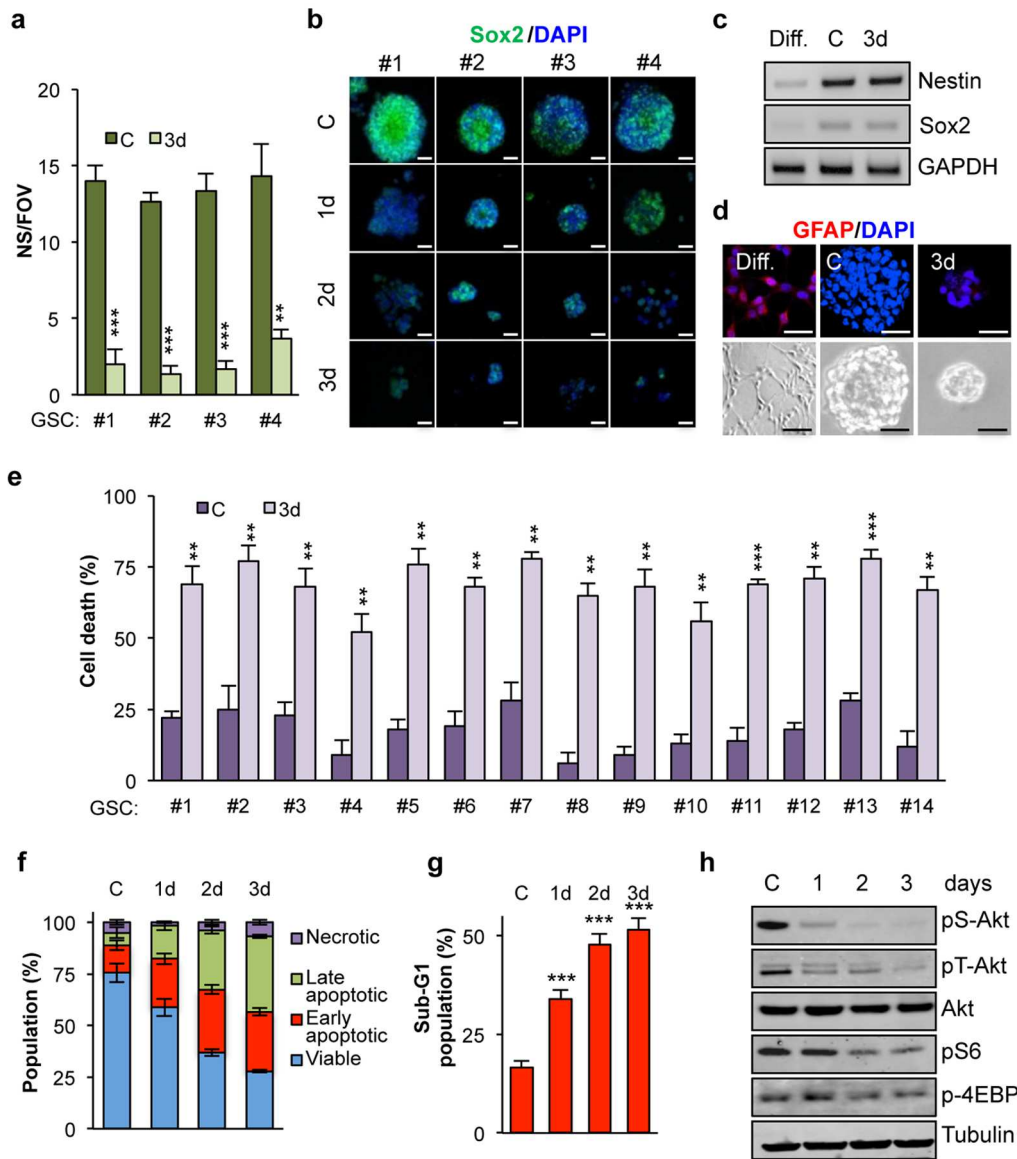 a
20
15
10
5
0
NS/FOV
C 3d
*** *** *** **
GSC: #1 #2 #3 #4
b
Sox2/DAPI
#1 #2 #3 #4
C
1d
2d
3d
c
Diff. C 3d
Nestin
Sox2
GAPDH
d
GFAP/DAPI
Diff. C 3d
e
100
75
50
25
0
Cell death (%)
C 3d
** ** ** ** ** ** ** ** ** ** *** ** *** **
GSC: #1 #2 #3 #4 #5 #6 #7 #8 #9 #10 #11 #12 #13 #14
f
C 1d 2d 3d
100
75
50
25
0
Population (%)
Necrotic
Late
apoptotic
Early
apoptotic
Viable
g
C 1d 2d 3d
*** *** ***
50
25
0
Sub-G1
population (%)
h
C 1 2 3 days
pS-Akt
pT-Akt
Akt
pS6
p-4EBP
Tubulin